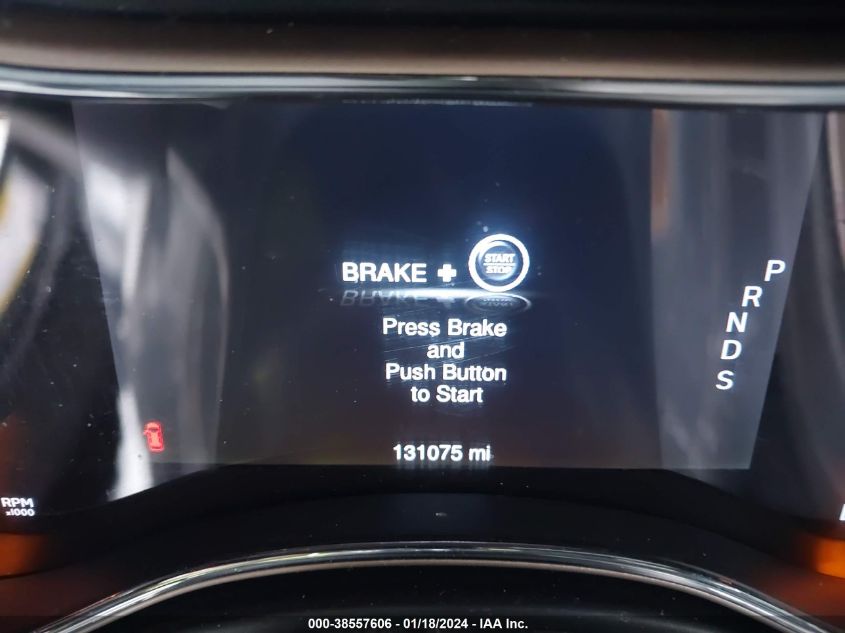 BRAKE + START STOP
Press Brake
and
Push Button
to Start
131075 mi
P
R
N
D
S
RPM
x1000
000-38557606 - 01/18/2024 - IAA Inc.